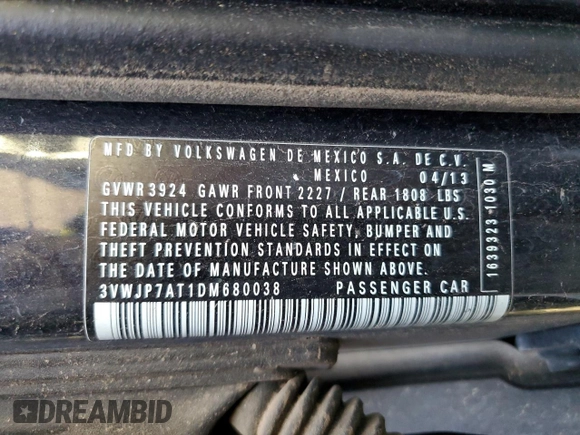 MFD BY VOLKSWAGEN DE MEXICO S.A. DE C.V.
MEXICO 04/13
GVWR 3924 GAWR FRONT 2227 / REAR 1808 LBS
THIS VEHICLE CONFORMS TO ALL APPLICABLE U.S.
FEDERAL MOTOR VEHICLE SAFETY, BUMPER AND
THEFT PREVENTION STANDARDS IN EFFECT ON
THE DATE OF MANUFACTURE SHOWN ABOVE.
3VWJP7AT1DM680038 PASSENGER CAR
1639323-1030 M
DREAMBID